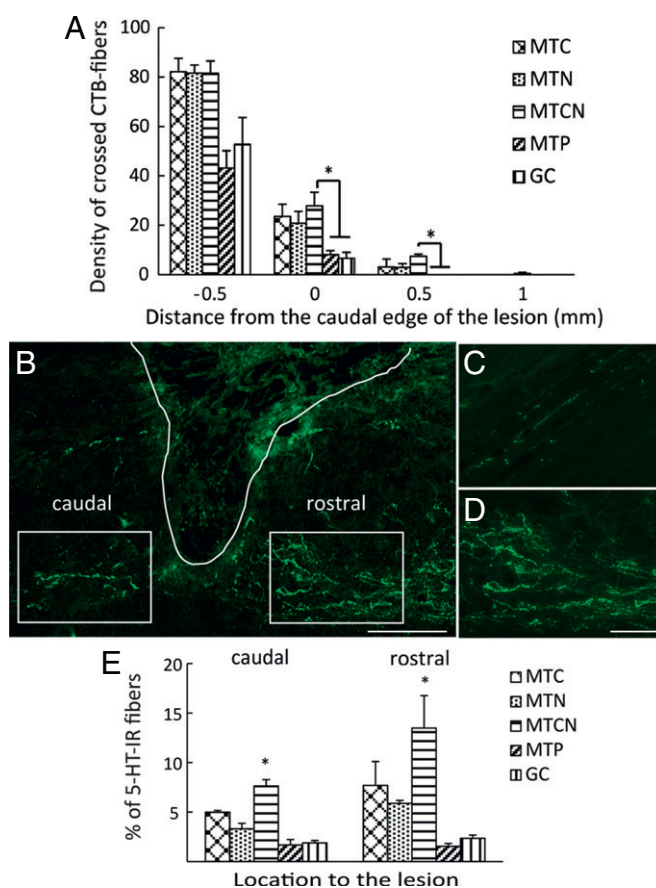 A
Density of crossed CTB-fibers
100
80
60
40
20
0
-0.5 0 0.5 1
Distance from the caudal edge of the lesion (mm)
* *
MTC
MTN
MTCN
MTP
GC
B
caudal rostral
C
D
E
% of 5-HT-IR fibers
20
15
10
5
caudal rostral
* *
Location to the lesion
MTC
MTN
MTCN
MTP
GC